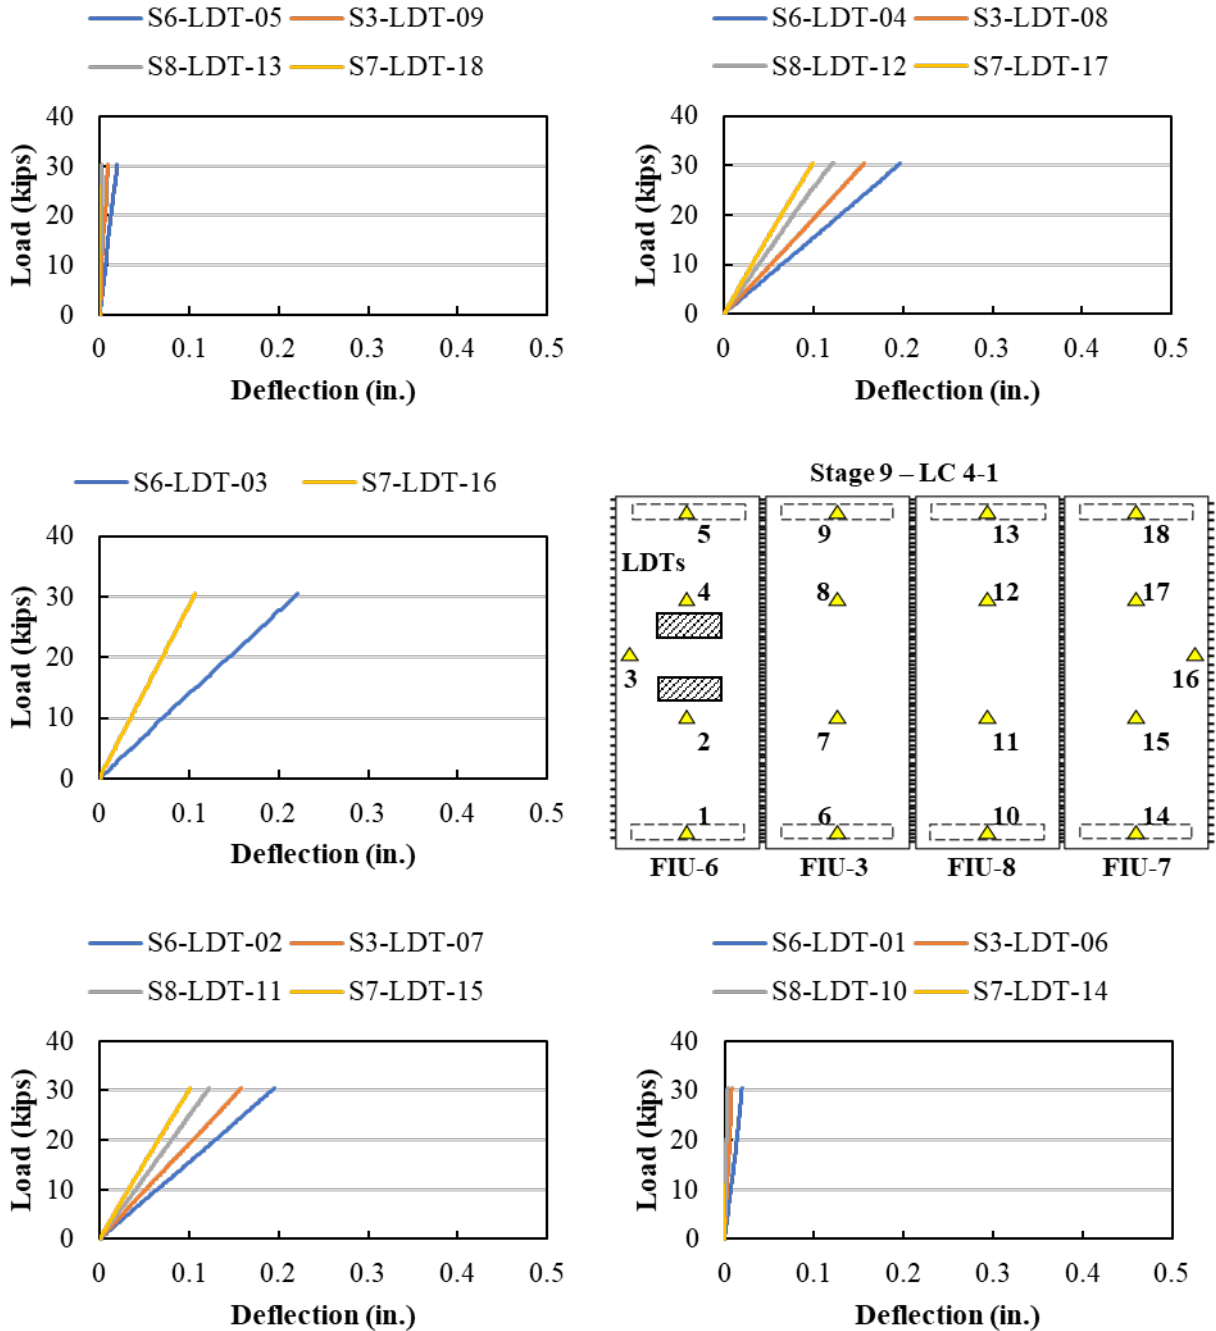 S6-LDT-05 S3-LDT-09
S8-LDT-13 S7-LDT-18
40
30
20
10
0
Load (kips)
0 0.1 0.2 0.3 0.4 0.5
Deflection (in.)
S6-LDT-04 S3-LDT-08
S8-LDT-12 S7-LDT-17
40
30
20
10
0
Load (kips)
0 0.1 0.2 0.3 0.4 0.5
Deflection (in.)
S6-LDT-03 S7-LDT-16
40
30
20
10
0
Load (kips)
0 0.1 0.2 0.3 0.4 0.5
Deflection (in.)
Stage 9 – LC 4-1
5 9 13 18
LDTs
4 8 12 17
3 16
2 7 11 15
1 6 10 14
FIU-6 FIU-3 FIU-8 FIU-7
S6-LDT-02 S3-LDT-07
S8-LDT-11 S7-LDT-15
40
30
20
10
0
Load (kips)
0 0.1 0.2 0.3 0.4 0.5
Deflection (in.)
S6-LDT-01 S3-LDT-06
S8-LDT-10 S7-LDT-14
40
30
20
10
0
Load (kips)
0 0.1 0.2 0.3 0.4 0.5
Deflection (in.)